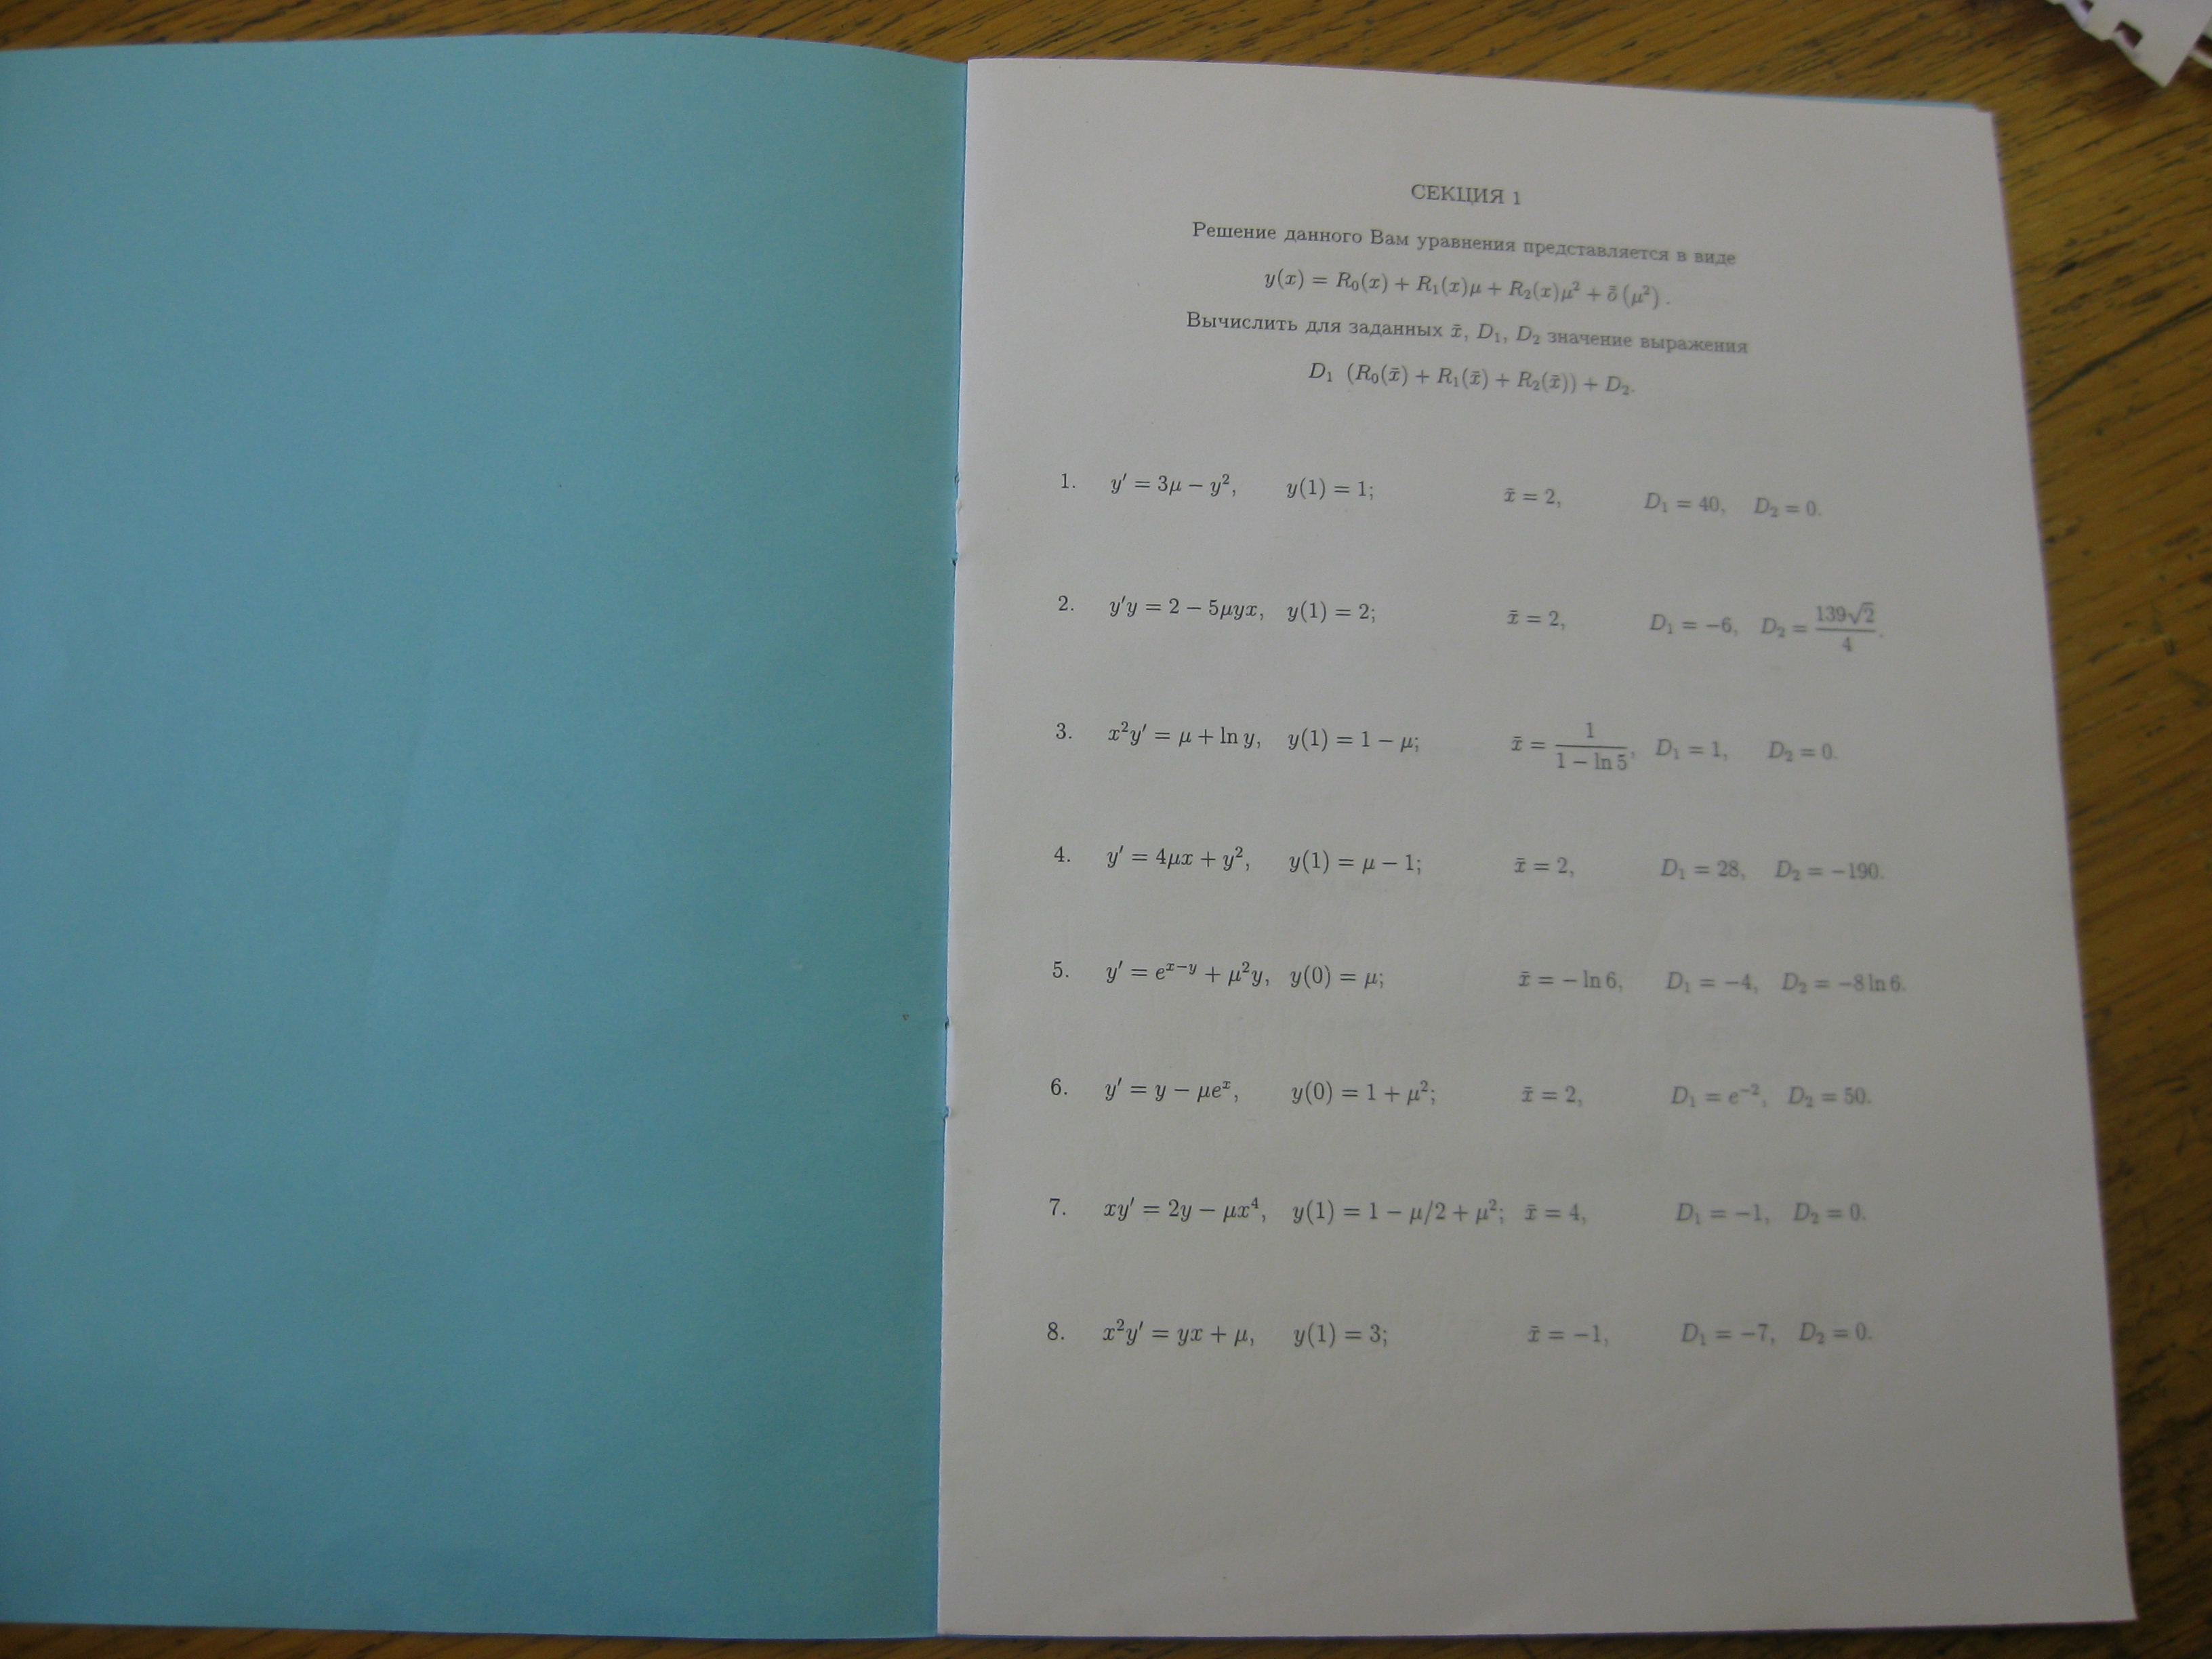 СЕКЦИЯ 1
Решение данного Вам уравнения представляется в виде
y(x) = R₀(x) + R₁(x)μ + R₂(x)μ² + ō(μ²).
Вычислить для заданных x̄, D₁, D₂ значение выражения
D₁ (R₀(x̄) + R₁(x̄) + R₂(x̄)) + D₂.
1. y′ = 3μ − y², y(1) = 1; x̄ = 2, D₁ = 40, D₂ = 0.
2. y′y = 2 − 5μyx, y(1) = 2; x̄ = 2, D₁ = −6, D₂ = 139√2/4.
3. x²y′ = μ + ln y, y(1) = 1 − μ; x̄ = 1/(1 − ln 5), D₁ = 1, D₂ = 0.
4. y′ = 4μx + y², y(1) = μ − 1; x̄ = 2, D₁ = 28, D₂ = −190.
5. y′ = eˣ⁻ʸ + μ²y, y(0) = μ; x̄ = − ln 6, D₁ = −4, D₂ = −8 ln 6.
6. y′ = y − μeˣ, y(0) = 1 + μ²; x̄ = 2, D₁ = e⁻², D₂ = 50.
7. xy′ = 2y − μx⁴, y(1) = 1 − μ/2 + μ²; x̄ = 4, D₁ = −1, D₂ = 0.
8. x²y′ = yx + μ, y(1) = 3; x̄ = −1, D₁ = −7, D₂ = 0.